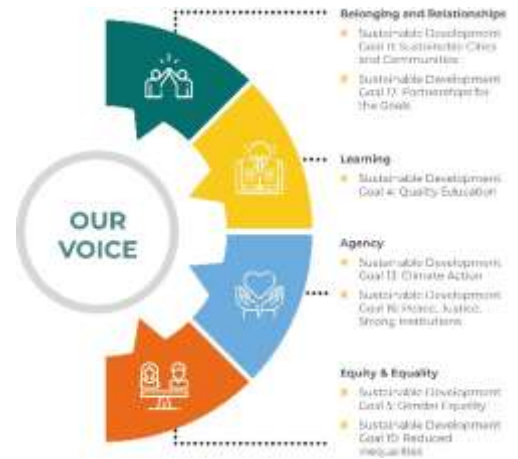 Belonging and Relationships
Sustainable Development
Goal 11: Sustainable Cities
and Communities
Sustainable Development
Goal 17: Partnerships for
the Goals
OUR
VOICE
Learning
Sustainable Development
Goal 4: Quality Education
Agency
Sustainable Development
Goal 13: Climate Action
Sustainable Development
Goal 16: Peace, Justice,
Strong Institutions
Equity & Equality
Sustainable Development
Goal 5: Gender Equality
Sustainable Development
Goal 10: Reduced
Inequalities